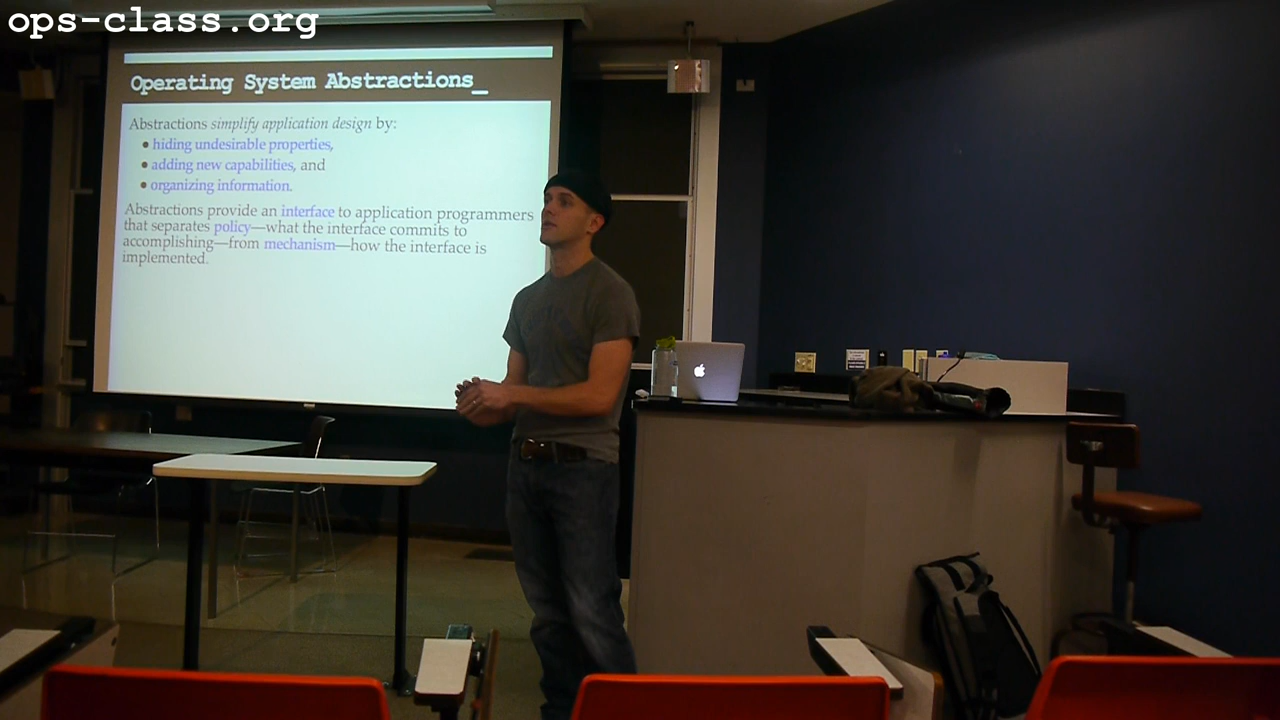 ops-class.org
Operating System Abstractions_
Abstractions simplify application design by:
• hiding undesirable properties,
• adding new capabilities, and
• organizing information.
Abstractions provide an interface to application programmers
that separates policy—what the interface commits to
accomplishing—from mechanism—how the interface is
implemented.